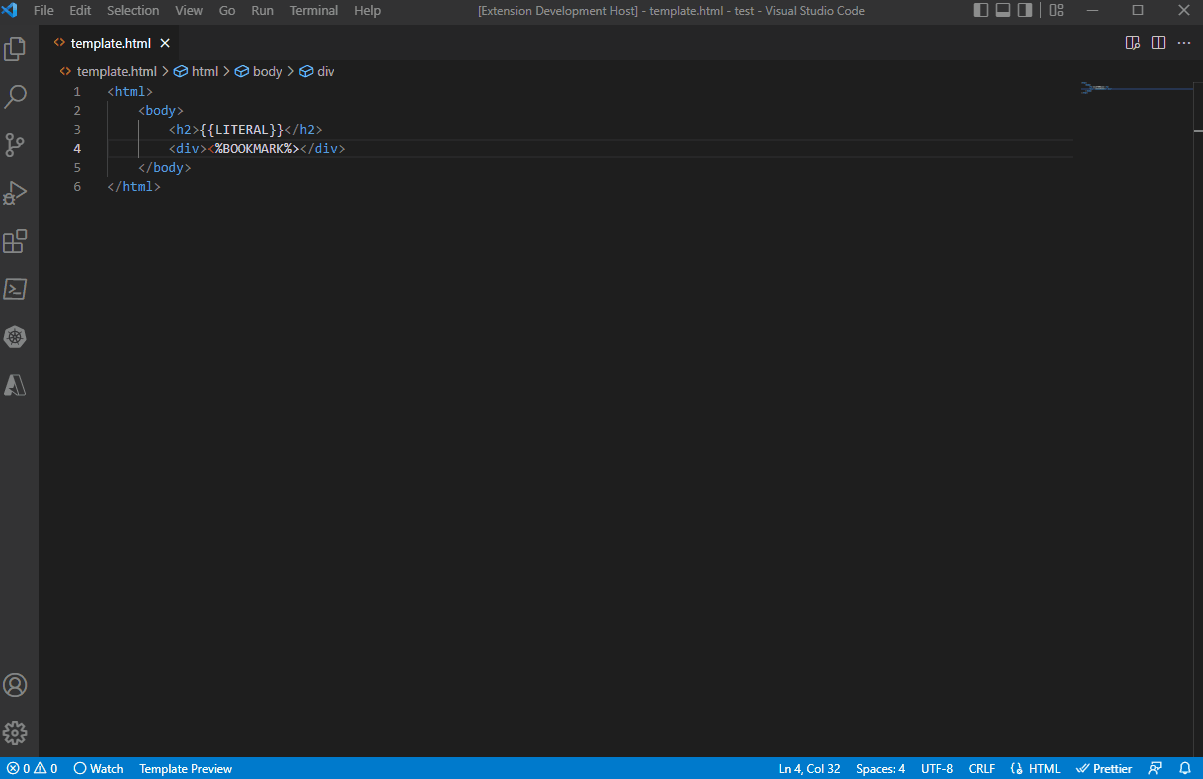 File Edit Selection View Go Run Terminal Help [Extension Development Host] - template.html - test - Visual Studio Code
template.html
template.html > html > body > div
1 <html>
2 <body>
3 <h2>{{LITERAL}}</h2>
4 <div><%BOOKMARK%></div>
5 </body>
6 </html>
0 0 Watch Template Preview Ln 4, Col 32 Spaces: 4 UTF-8 CRLF HTML Prettier